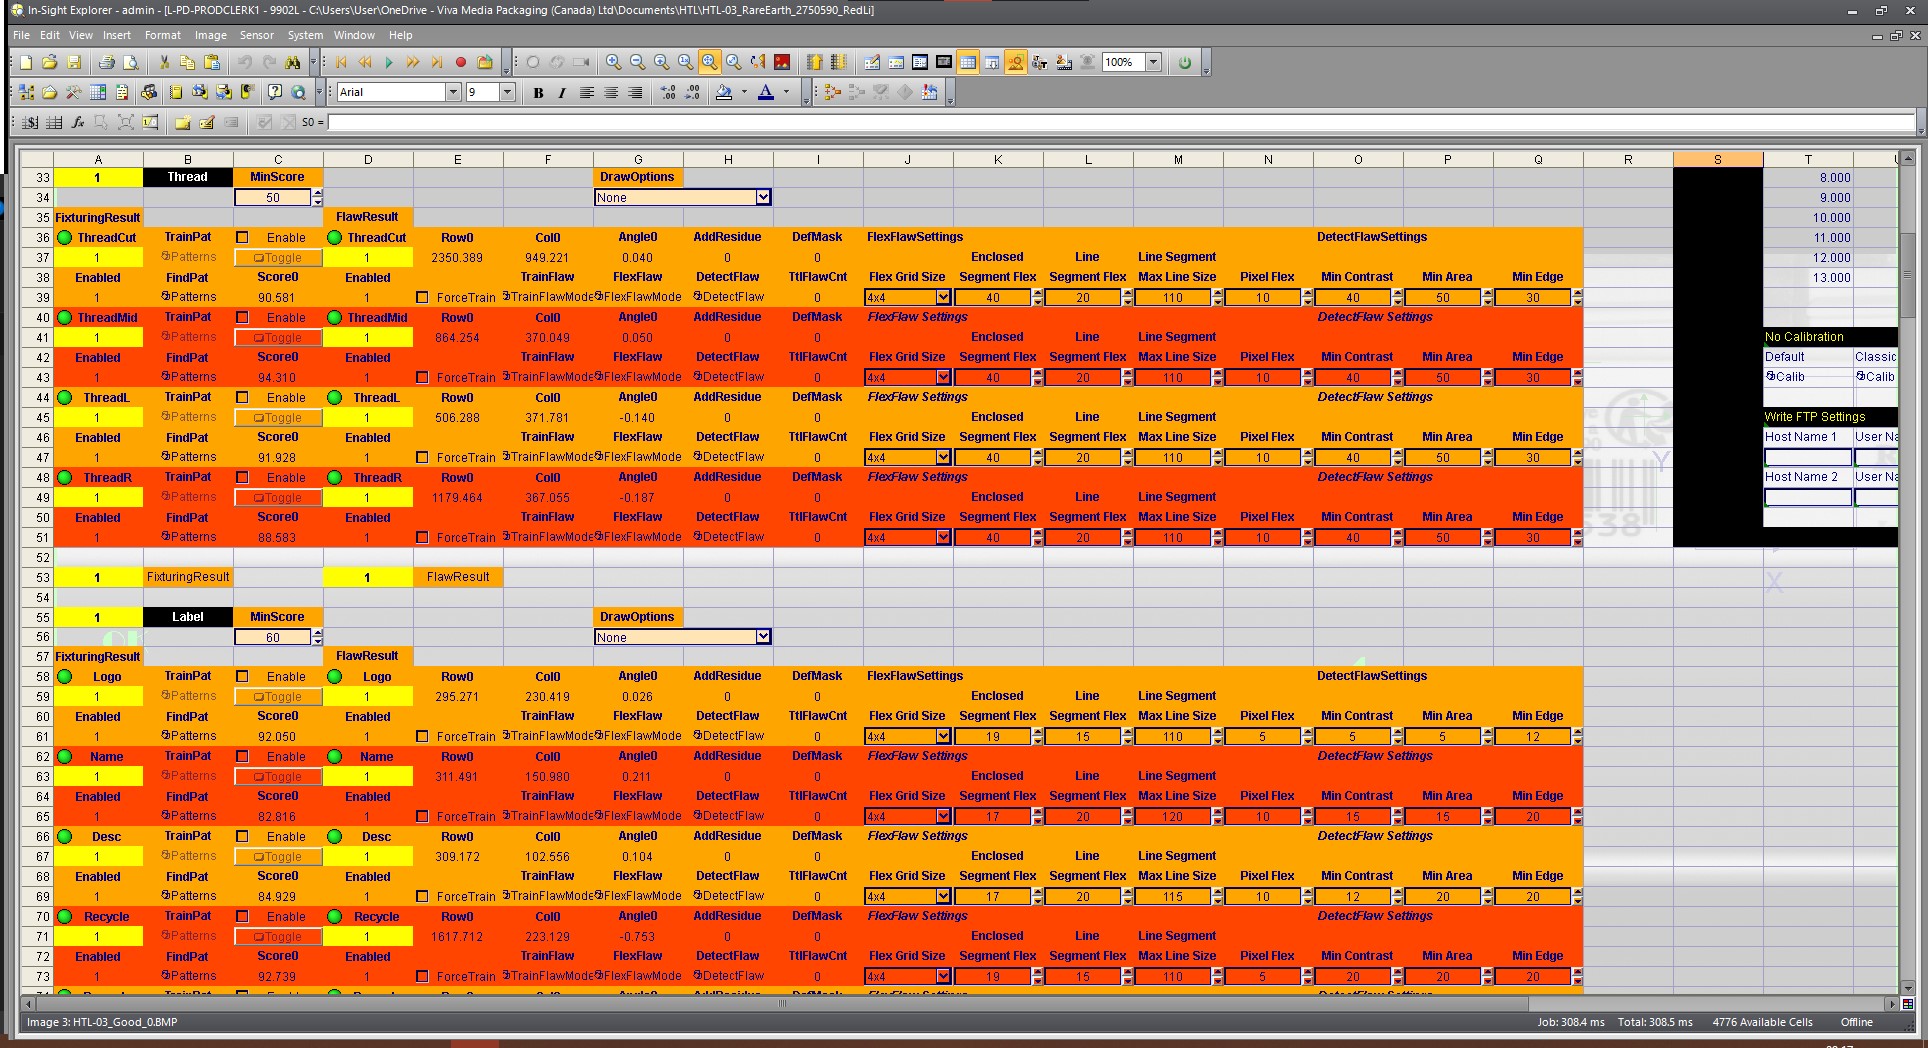 In-Sight Explorer - admin - [L-PD-PRODCLERK1 - 9902L - C:\Users\User\OneDrive - Viva Media Packaging (Canada) Ltd\Documents\HTL\HTL-03_RareEarth_2750590_RedLi]
File Edit View Insert Format Image Sensor System Window Help
100%
Arial 9 B I A
S0 =
A B C D E F G H I J K L M N O P Q R S T
33 1 Thread MinScore DrawOptions 8.000
34 50 None 9.000
35 FixturingResult FlawResult 10.000
36 ThreadCut TrainPat Enable ThreadCut Row0 Col0 Angle0 AddResidue DefMask FlexFlawSettings DetectFlawSettings 11.000
37 1 Patterns Toggle 1 2350.389 949.221 0.040 0 0 Enclosed Line Line Segment 12.000
38 Enabled FindPat Score0 Enabled TrainFlaw FlexFlaw DetectFlaw TtlFlawCnt Flex Grid Size Segment Flex Segment Flex Max Line Size Pixel Flex Min Contrast Min Area Min Edge 13.000
39 1 Patterns 90.581 1 ForceTrain TrainFlawMode FlexFlawMode DetectFlaw 0 4x4 40 20 110 10 40 50 30
40 ThreadMid TrainPat Enable ThreadMid Row0 Col0 Angle0 AddResidue DefMask FlexFlaw Settings DetectFlaw Settings
41 1 Patterns Toggle 1 864.254 370.049 0.050 0 0 Enclosed Line Line Segment No Calibration
42 Enabled FindPat Score0 Enabled TrainFlaw FlexFlaw DetectFlaw TtlFlawCnt Flex Grid Size Segment Flex Segment Flex Max Line Size Pixel Flex Min Contrast Min Area Min Edge Default Classic
43 1 Patterns 94.310 1 ForceTrain TrainFlawMode FlexFlawMode DetectFlaw 0 4x4 40 20 110 10 40 50 30 Calib Calib
44 ThreadL TrainPat Enable ThreadL Row0 Col0 Angle0 AddResidue DefMask FlexFlaw Settings DetectFlaw Settings
45 1 Patterns Toggle 1 506.288 371.781 -0.140 0 0 Enclosed Line Line Segment Write FTP Settings
46 Enabled FindPat Score0 Enabled TrainFlaw FlexFlaw DetectFlaw TtlFlawCnt Flex Grid Size Segment Flex Segment Flex Max Line Size Pixel Flex Min Contrast Min Area Min Edge Host Name 1 User Na
47 1 Patterns 91.928 1 ForceTrain TrainFlawMode FlexFlawMode DetectFlaw 0 4x4 40 20 110 10 40 50 30 Y
48 ThreadR TrainPat Enable ThreadR Row0 Col0 Angle0 AddResidue DefMask FlexFlaw Settings DetectFlaw Settings Host Name 2 User Na
49 1 Patterns Toggle 1 1179.464 367.055 -0.187 0 0 Enclosed Line Line Segment
50 Enabled FindPat Score0 Enabled TrainFlaw FlexFlaw DetectFlaw TtlFlawCnt Flex Grid Size Segment Flex Segment Flex Max Line Size Pixel Flex Min Contrast Min Area Min Edge
51 1 Patterns 88.583 1 ForceTrain TrainFlawMode FlexFlawMode DetectFlaw 0 4x4 40 20 110 10 40 50 30
52
53 1 FixturingResult 1 FlawResult X
54
55 1 Label MinScore DrawOptions
56 60 None
57 FixturingResult FlawResult
58 Logo TrainPat Enable Logo Row0 Col0 Angle0 AddResidue DefMask FlexFlawSettings DetectFlawSettings
59 1 Patterns Toggle 1 295.271 230.419 0.026 0 0 Enclosed Line Line Segment
60 Enabled FindPat Score0 Enabled TrainFlaw FlexFlaw DetectFlaw TtlFlawCnt Flex Grid Size Segment Flex Segment Flex Max Line Size Pixel Flex Min Contrast Min Area Min Edge
61 1 Patterns 92.050 1 ForceTrain TrainFlawMode FlexFlawMode DetectFlaw 0 4x4 19 15 110 5 5 5 12
62 Name TrainPat Enable Name Row0 Col0 Angle0 AddResidue DefMask FlexFlaw Settings DetectFlaw Settings
63 1 Patterns Toggle 1 311.491 150.980 0.211 0 0 Enclosed Line Line Segment
64 Enabled FindPat Score0 Enabled TrainFlaw FlexFlaw DetectFlaw TtlFlawCnt Flex Grid Size Segment Flex Segment Flex Max Line Size Pixel Flex Min Contrast Min Area Min Edge
65 1 Patterns 82.816 1 ForceTrain TrainFlawMode FlexFlawMode DetectFlaw 0 4x4 17 20 120 10 15 15 20
66 Desc TrainPat Enable Desc Row0 Col0 Angle0 AddResidue DefMask FlexFlaw Settings DetectFlaw Settings
67 1 Patterns Toggle 1 309.172 102.556 0.104 0 0 Enclosed Line Line Segment
68 Enabled FindPat Score0 Enabled TrainFlaw FlexFlaw DetectFlaw TtlFlawCnt Flex Grid Size Segment Flex Segment Flex Max Line Size Pixel Flex Min Contrast Min Area Min Edge
69 1 Patterns 84.929 1 ForceTrain TrainFlawMode FlexFlawMode DetectFlaw 0 4x4 17 20 115 10 12 20 20
70 Recycle TrainPat Enable Recycle Row0 Col0 Angle0 AddResidue DefMask FlexFlaw Settings DetectFlaw Settings
71 1 Patterns Toggle 1 1617.712 223.129 -0.753 0 0 Enclosed Line Line Segment
72 Enabled FindPat Score0 Enabled TrainFlaw FlexFlaw DetectFlaw TtlFlawCnt Flex Grid Size Segment Flex Segment Flex Max Line Size Pixel Flex Min Contrast Min Area Min Edge
73 1 Patterns 92.739 1 ForceTrain TrainFlawMode FlexFlawMode DetectFlaw 0 4x4 19 15 110 5 20 20 20
Image 3: HTL-03_Good_0.BMP Job: 308.4 ms Total: 308.5 ms 4776 Available Cells Offline